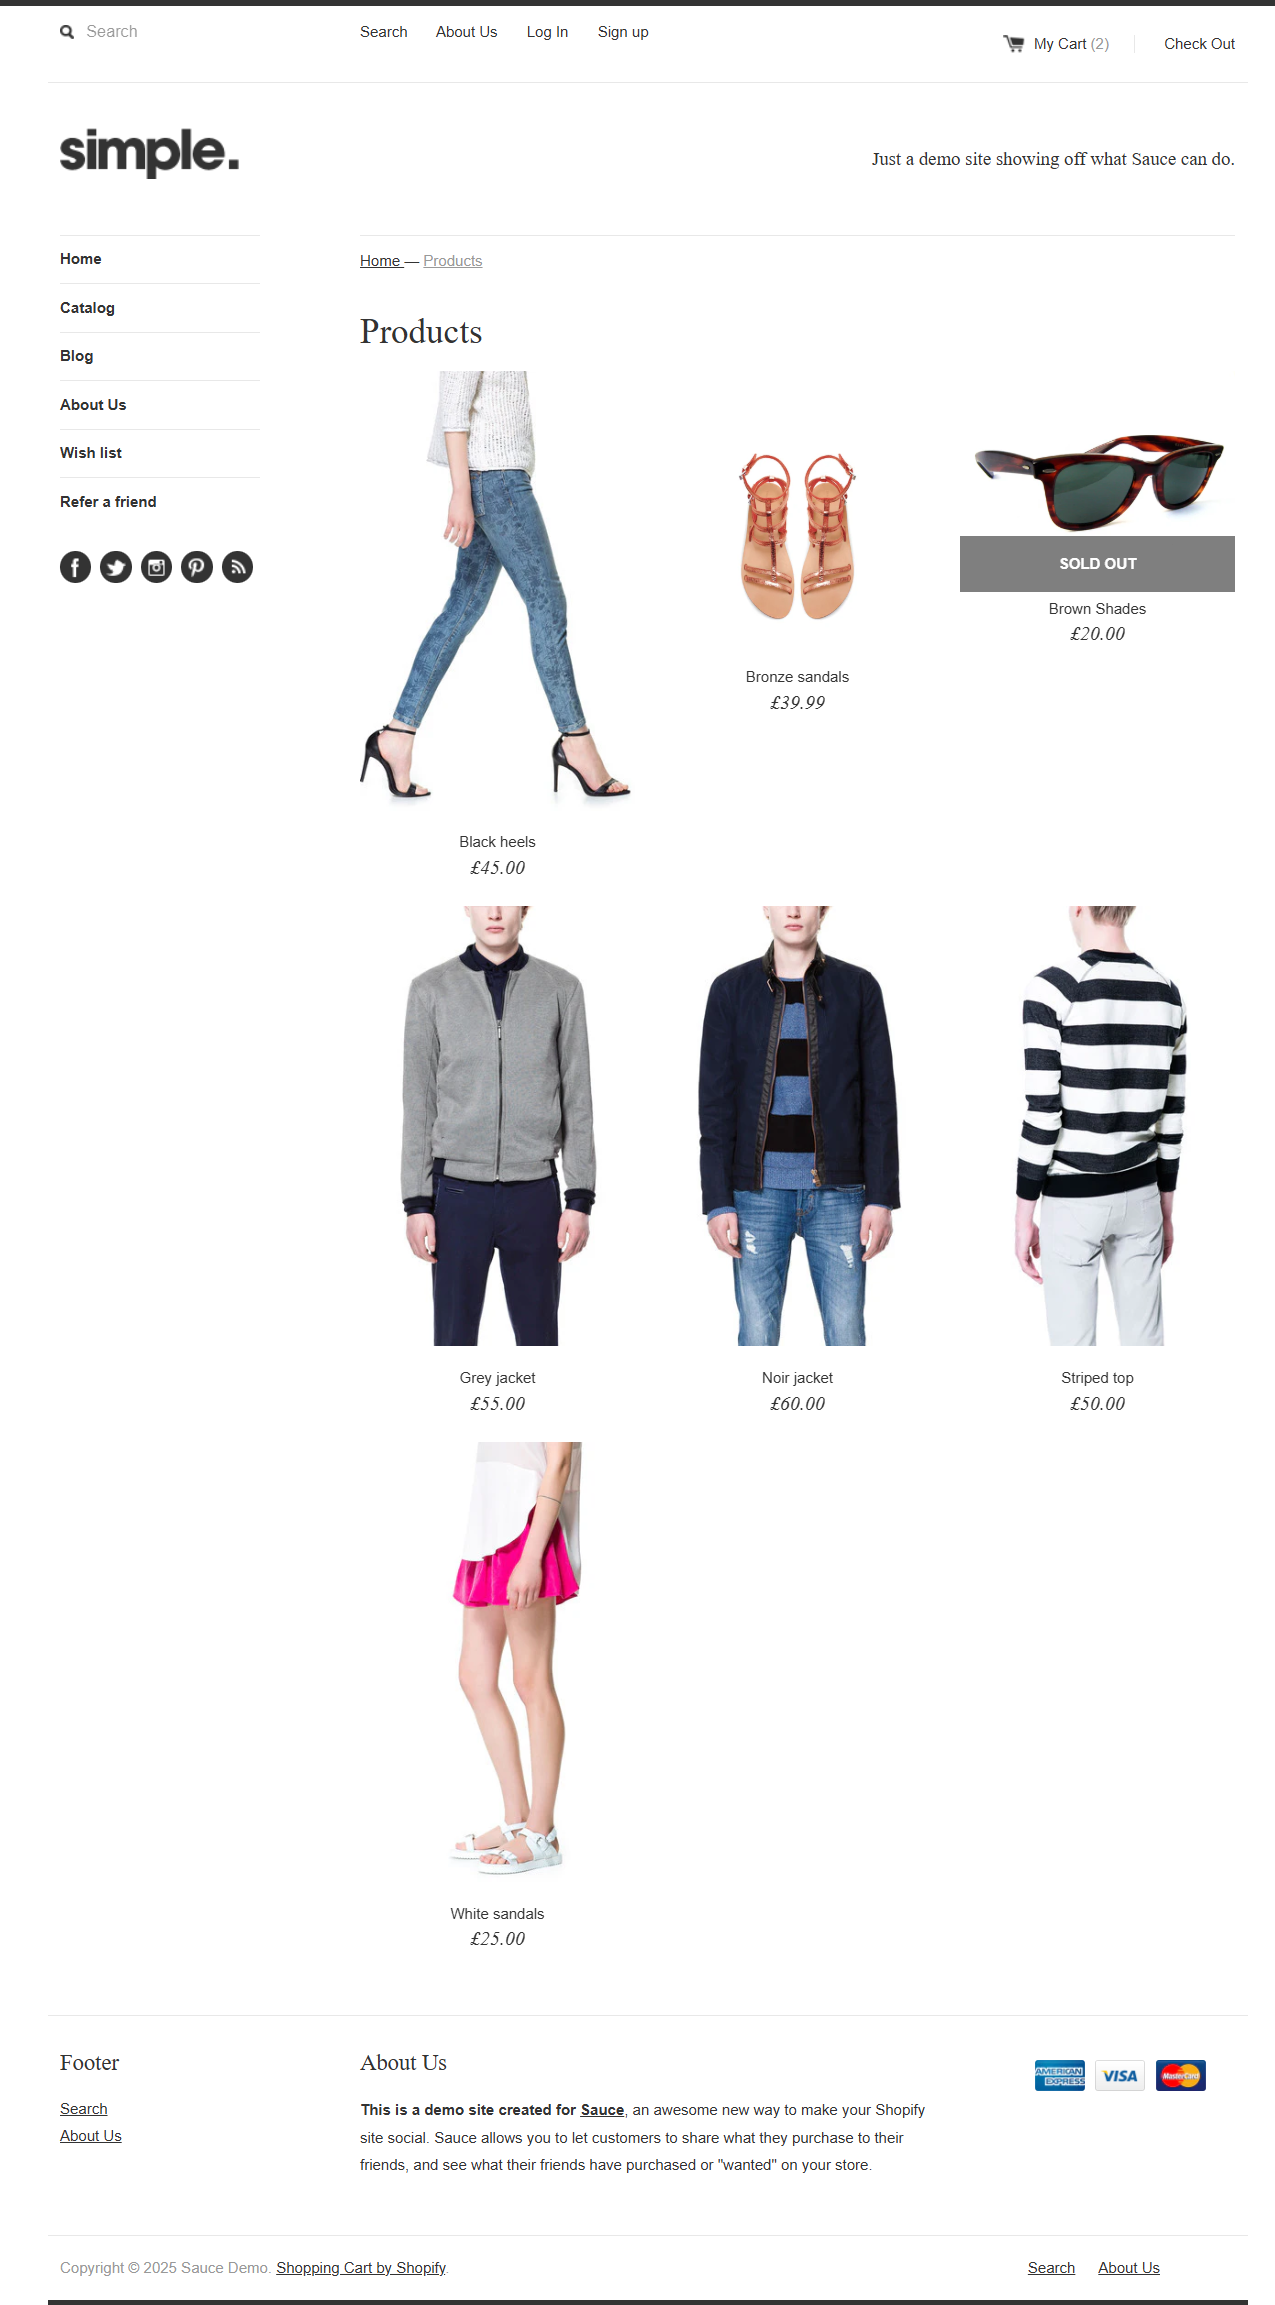 Search
Search About Us Log In Sign up
My Cart (2) Check Out
simple.
Just a demo site showing off what Sauce can do.
Home
Catalog
Blog
About Us
Wish list
Refer a friend
Home — Products
Products
Black heels
£45.00
Bronze sandals
£39.99
SOLD OUT
Brown Shades
£20.00
Grey jacket
£55.00
Noir jacket
£60.00
Striped top
£50.00
White sandals
£25.00
Footer
Search
About Us
About Us
This is a demo site created for Sauce, an awesome new way to make your Shopify
site social. Sauce allows you to let customers to share what they purchase to their
friends, and see what their friends have purchased or "wanted" on your store.
AMERICAN
EXPRESS
VISA
MasterCard
Copyright © 2025 Sauce Demo. Shopping Cart by Shopify.
Search About Us